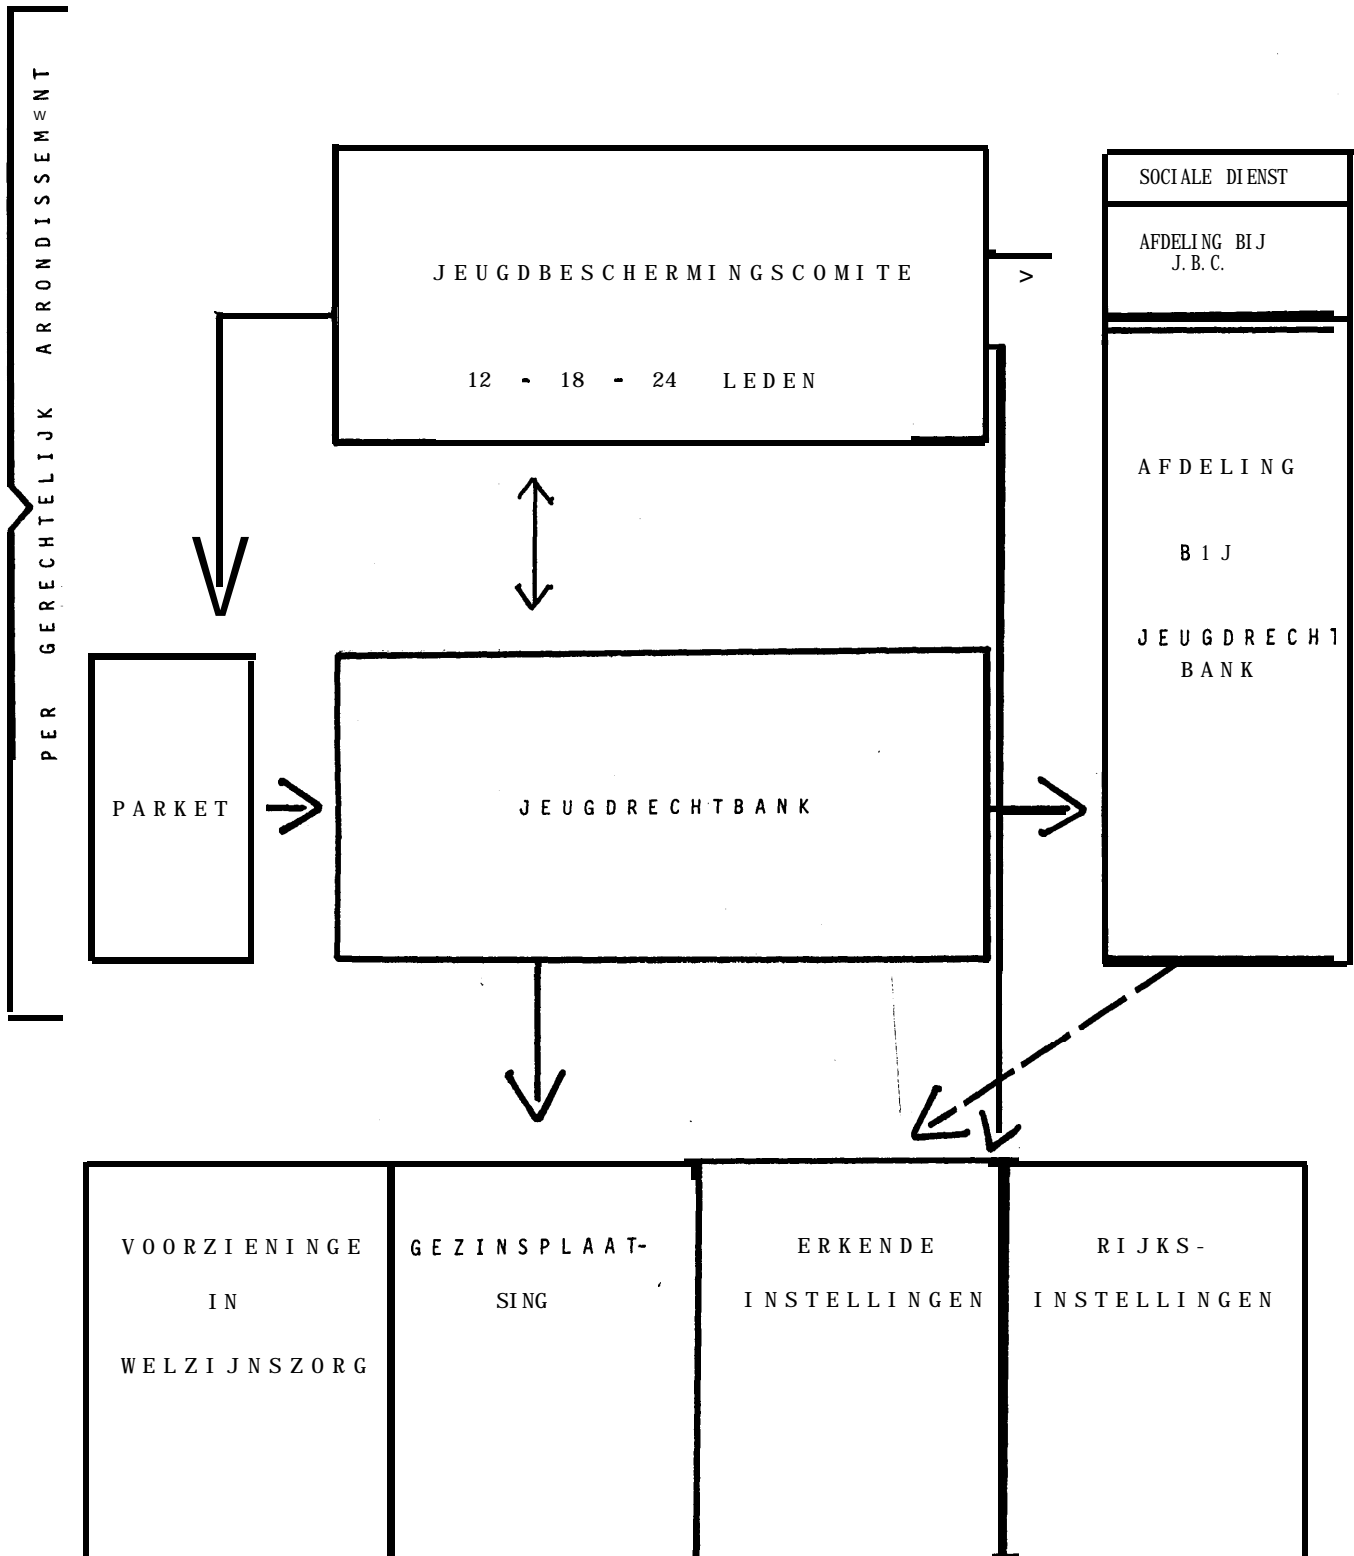 PER GERECHTELIJK ARRONDISSEMWNT
SOCIALE DIENST
AFDELING BIJ
J.B.C.
JEUGDBESCHERMINGSCOMITE
>
12 - 18 - 24 LEDEN
AFDELING
B1J
JEUGDRECHT
BANK
PARKET
JEUGDRECHTBANK
VOORZIENINGE
IN
WELZIJNSZORG
GEZINSPLAAT-
SING
ERKENDE
INSTELLINGEN
RIJKS-
INSTELLINGEN